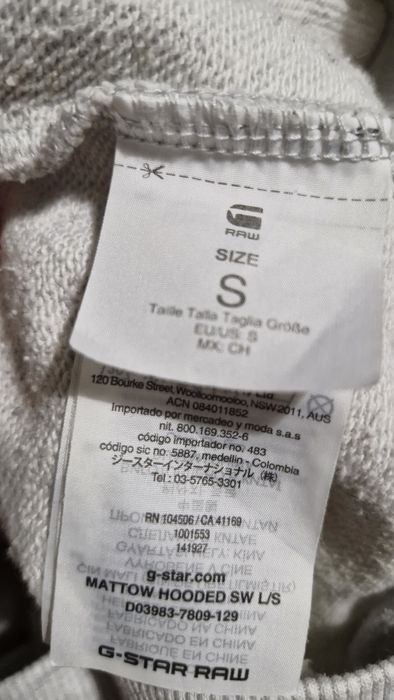 RAW
SIZE
S
Taille Talla Taglia Größe
EU/US: S
MX: CH
120 Bourke Street, Woolloomooloo, NSW 2011, AUS
ACN 084011852
Importado por mercadeo y moda s.a.s
nit. 800.169.352-6
código importador no. 483
código sic no. 5887, medellin - Colombia
ジースターインターナショナル (株)
Tel : 03-5765-3301
RN 104506 / CA 41169
1001553
141927
g-star.com
MATTOW HOODED SW L/S
D03983-7809-129
G-STAR RAW